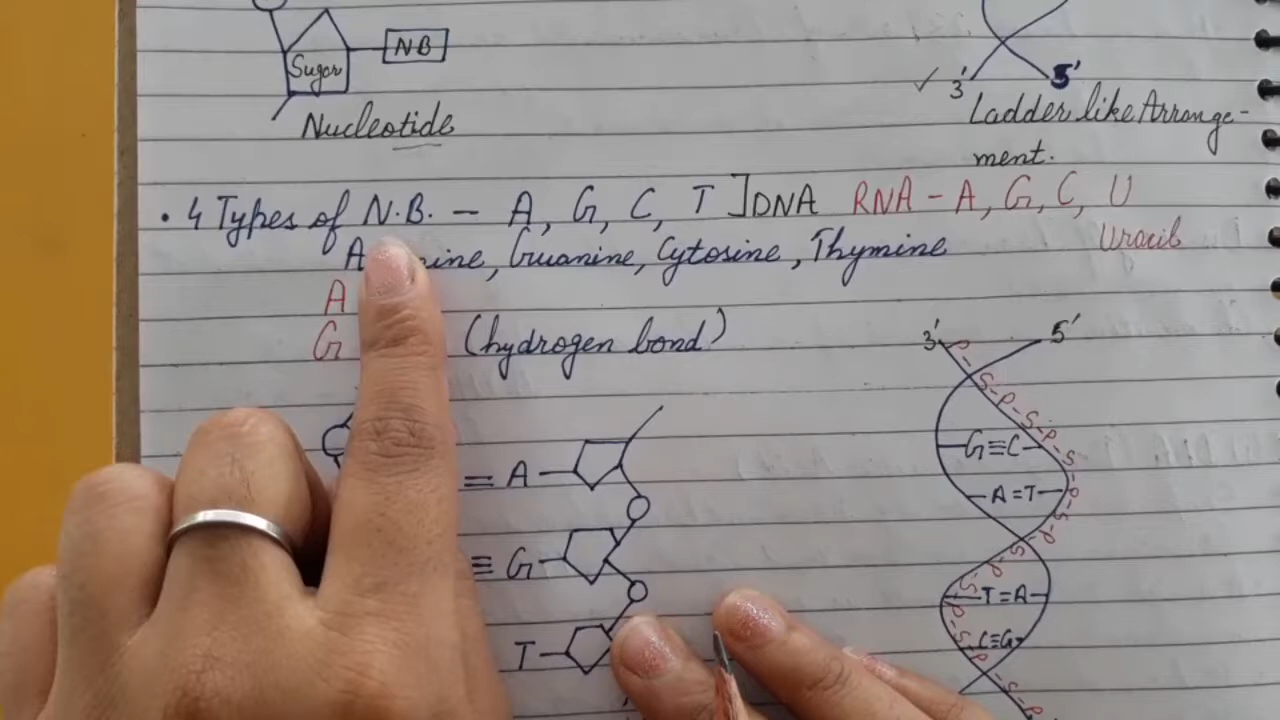 NB
Sugar
Nucleotide
✓ 3' 5'
Ladder like Arrange-
ment.
• 4 Types of N.B. — A, G, C, T ] DNA RNA - A, G, C, U
Guanine, Cytosine, Thymine Uracil
A
G (hydrogen bond)
3' 5'
P-S-P-S-P-S-P-S-P
G≡C
A=T
= A
≡ G
T
S-P-S-P-S-P-S-P
T=A
C≡G